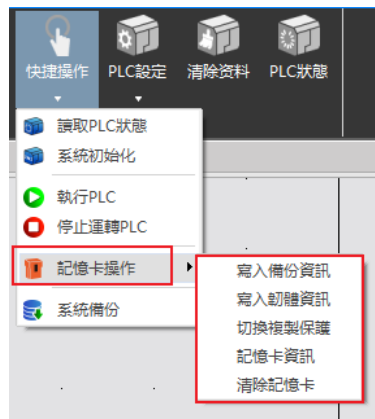 快捷操作
PLC設定
清除资料
PLC狀態
讀取PLC狀態
系統初始化
執行PLC
停止運轉PLC
記憶卡操作
系統備份
寫入備份資訊
寫入韌體資訊
切換複製保護
記憶卡資訊
清除記憶卡